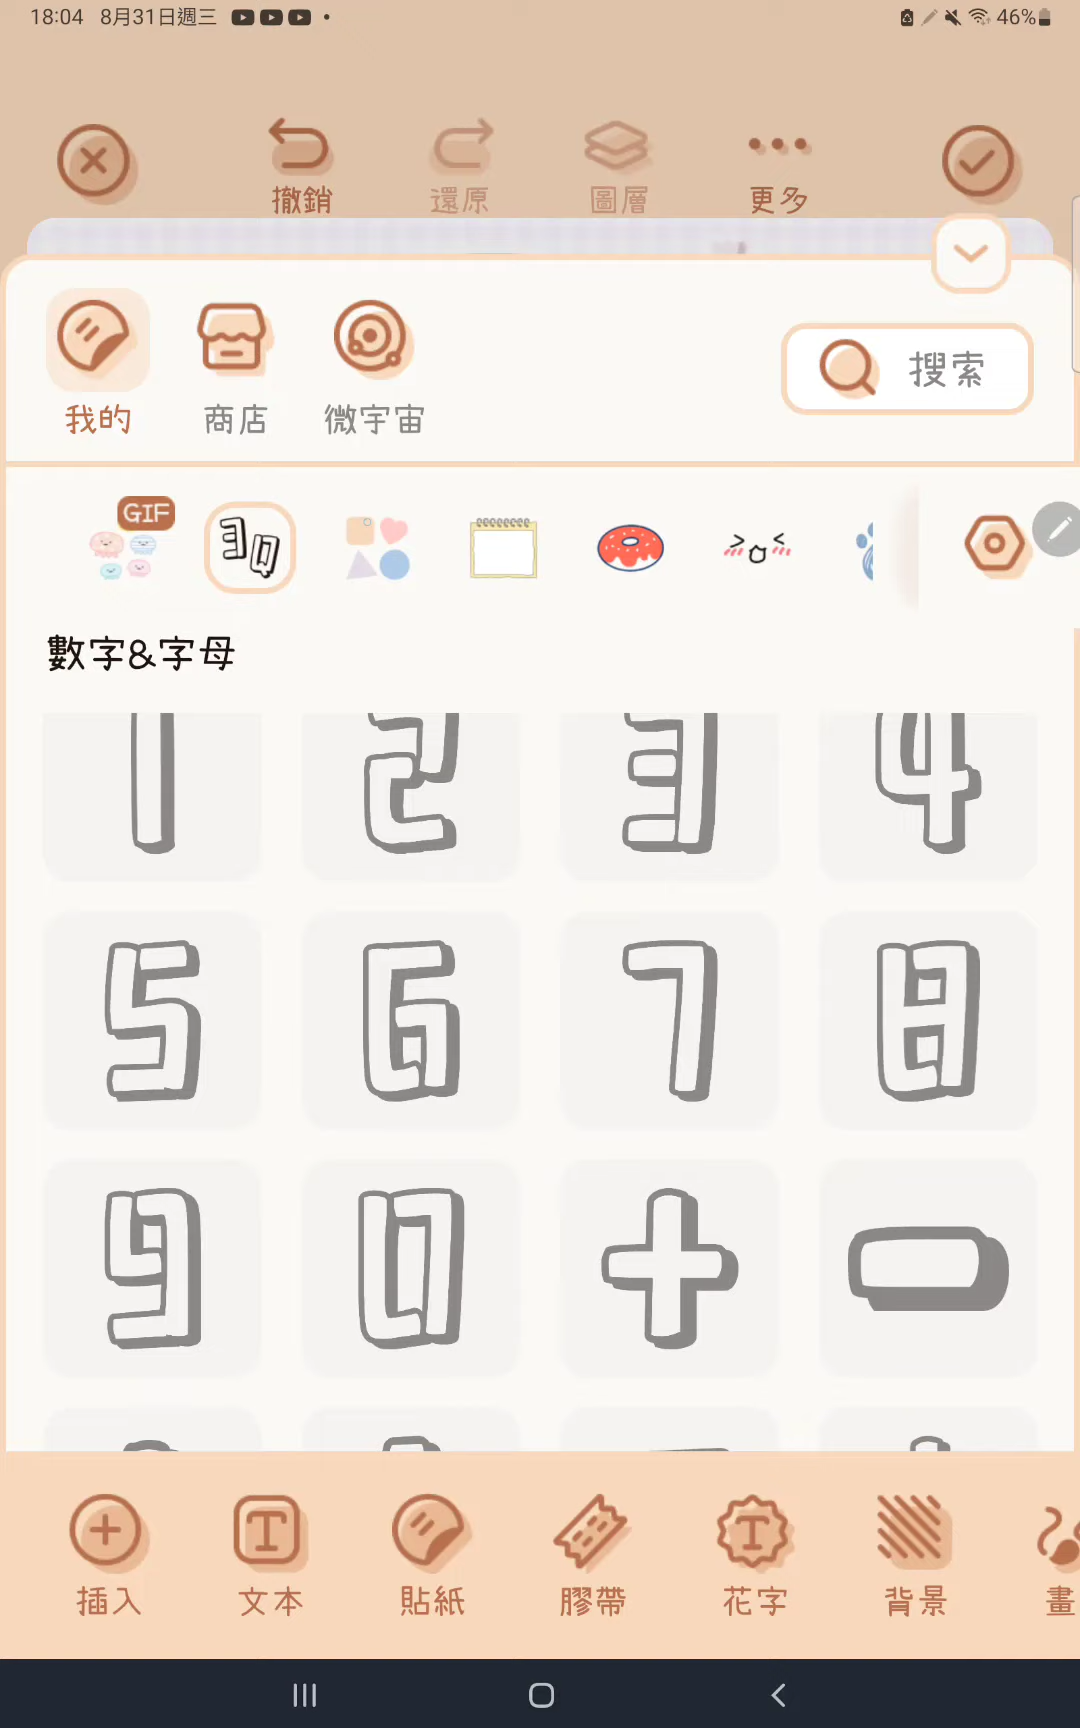 18:04 8月31日週三 46%
撤銷 還原 圖層 更多
我的 商店 微宇宙 搜索
GIF
數字&字母
1 2 3 4
5 6 7 8
9 0 + -
插入 文本 貼紙 膠帶 花字 背景 畫